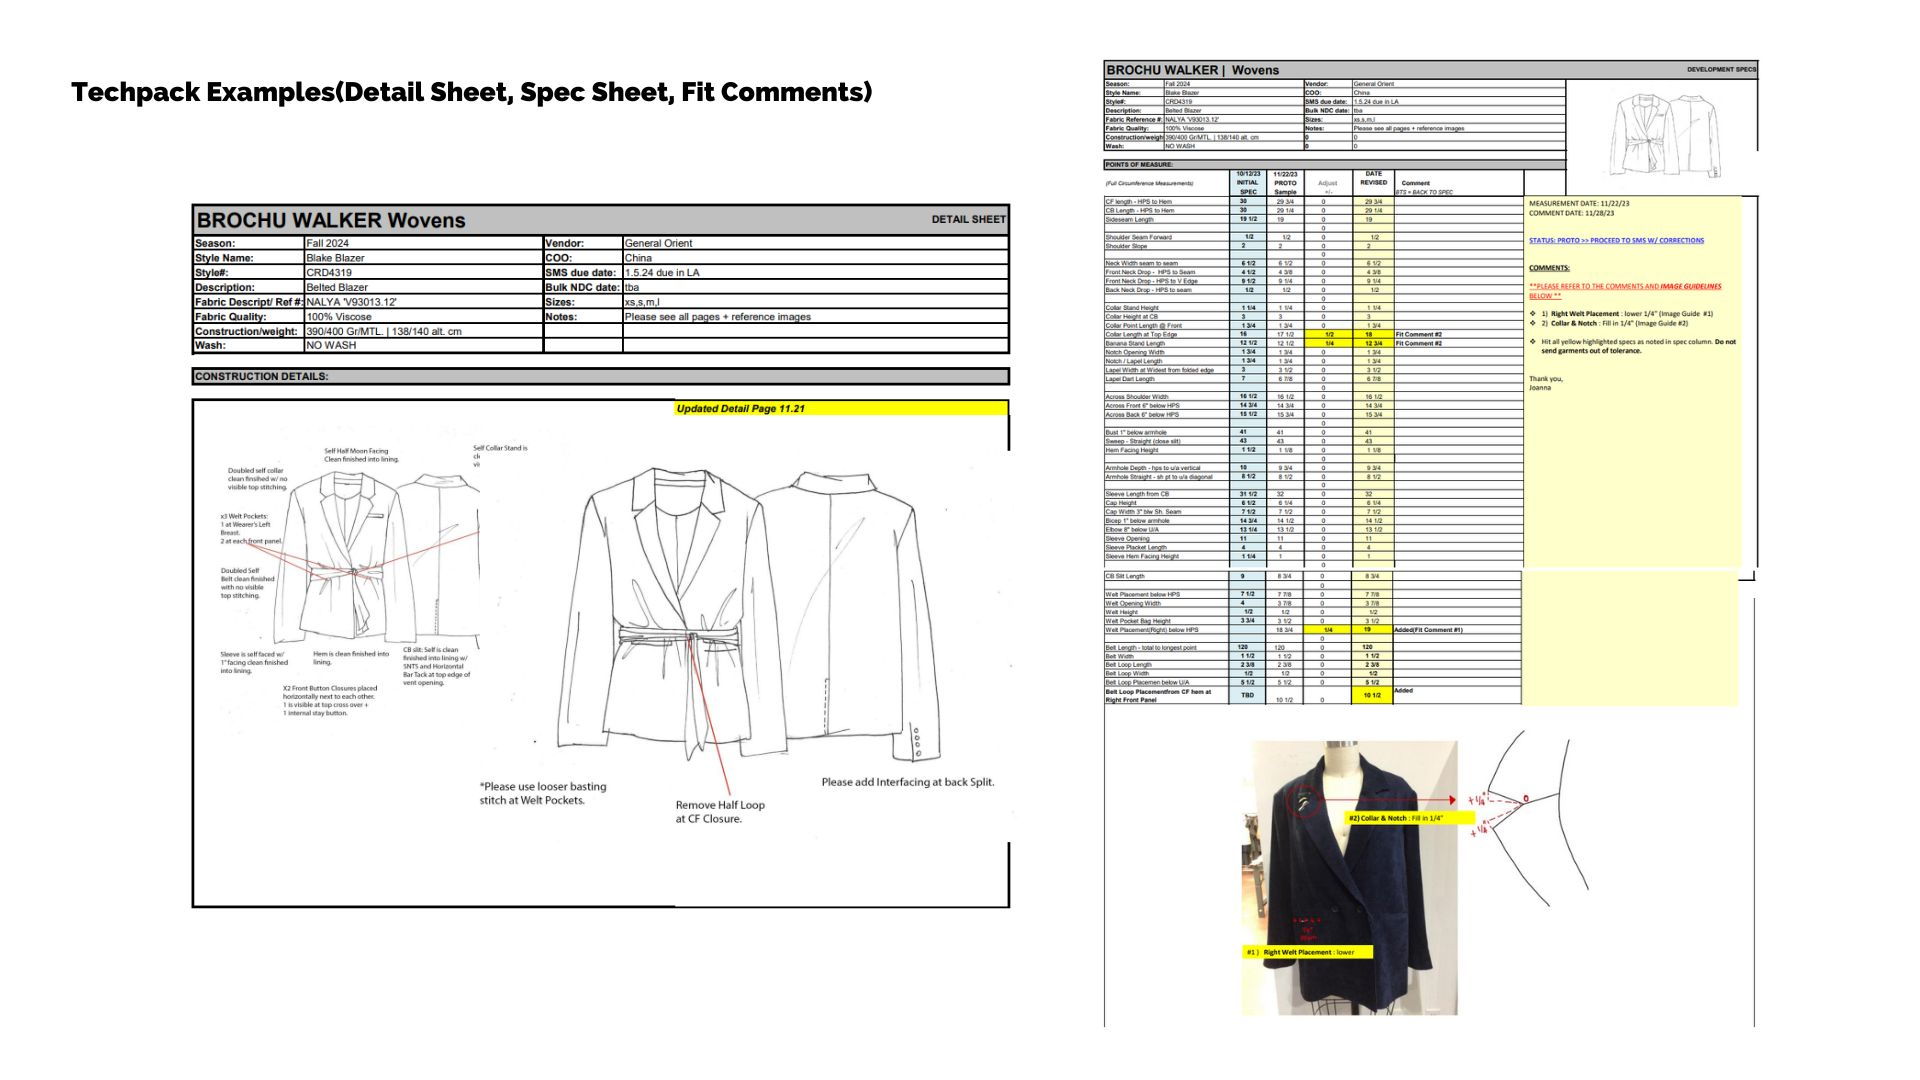 Techpack Examples(Detail Sheet, Spec Sheet, Fit Comments)
BROCHU WALKER Wovens DETAIL SHEET
Season: Fall 2024 Vendor: General Orient
Style Name: Blake Blazer COO: China
Style#: CRD4319 SMS due date: 1.5.24 due in LA
Description: Belted Blazer Bulk NDC date: tba
Fabric Descript/ Ref #: NALYA 'V93013.12' Sizes: xs,s,m,l
Fabric Quality: 100% Viscose Notes: Please see all pages + reference images
Construction/weight: 390/400 Gr/MTL. | 138/140 alt. cm
Wash: NO WASH
CONSTRUCTION DETAILS:
Updated Detail Page 11.21
Self Half Moon Facing
Clean finished into lining.
Self Collar Stand is
Doubled self collar
clean finsihed w/ no
visible top stitching.
x3 Welt Pockets:
1 at Wearer's Left
Breast.
2 at each front panel.
Doubled Self
Belt clean finished
with no visible
top stitching.
Sleeve is self faced w/
1" facing clean finished
into lining.
Hem is clean finished into
lining.
CB slit: Self is clean
finished into lining w/
SNTS and Horizontal
Bar Tack at top edge of
vent opening.
X2 Front Button Closures placed
horizontally next to each other.
1 is visible at top cross over +
1 internal stay button.
*Please use looser basting
stitch at Welt Pockets.
Remove Half Loop
at CF Closure.
Please add Interfacing at back Split.
BROCHU WALKER | Wovens DEVELOPMENT SPECS
Season: Fall 2024 Vendor: General Orient
Style Name: Blake Blazer COO: China
Style#: CRD4319 SMS due date: 1.5.24 due in LA
Description: Belted Blazer Bulk NDC date: tba
Fabric Reference #: NALYA 'V93013.12' Sizes: xs,s,m,l
Fabric Quality: 100% Viscose Notes: Please see all pages + reference images
Construction/weigh 390/400 Gr/MTL. | 138/140 alt. cm 0 0
Wash: NO WASH 0 0
POINTS OF MEASURE:
10/12/23 11/22/23 DATE
(Full Circumference Measurements) INITIAL PROTO Adjust REVISED Comment
SPEC Sample +/- BTS = BACK TO SPEC
CF length - HPS to Hem 30 29 3/4 0 29 3/4
CB Length - HPS to Hem 30 29 1/4 0 29 1/4
Sideseam Length 19 1/2 19 0 19
0
Shoulder Seam Forward 1/2 1/2 0 1/2
Shoulder Slope 2 2 0 2
0
Neck Width seam to seam 6 1/2 6 1/2 0 6 1/2
Front Neck Drop - HPS to Seam 4 1/2 4 3/8 0 4 3/8
Front Neck Drop - HPS to V Edge 9 1/2 9 1/4 0 9 1/4
Back Neck Drop - HPS to seam 1/2 1/2 0 1/2
0
Collar Stand Height 1 1/4 1 1/4 0 1 1/4
Collar Height at CB 3 3 0 3
Collar Point Length @ Front 1 3/4 1 3/4 0 1 3/4
Collar Length at Top Edge 16 17 1/2 1/2 18 Fit Comment #2
Banana Stand Length 12 1/2 12 1/2 1/4 12 3/4 Fit Comment #2
Notch Opening Width 1 3/4 1 3/4 0 1 3/4
Notch / Lapel Length 1 3/4 1 3/4 0 1 3/4
Lapel Width at Widest from folded edge 3 3 1/2 0 3 1/2
Lapel Dart Length 7 6 7/8 0 6 7/8
0
Across Shoulder Width 16 1/2 16 1/2 0 16 1/2
Across Front 6" below HPS 14 3/4 14 3/4 0 14 3/4
Across Back 6" below HPS 15 1/2 15 3/4 0 15 3/4
0
Bust 1" below armhole 41 41 0 41
Sweep - Straight (close slit) 43 43 0 43
Hem Facing Height 1 1/2 1 1/8 0 1 1/8
0
Armhole Depth - hps to u/a vertical 10 9 3/4 0 9 3/4
Armhole Straight - sh pt to u/a diagonal 8 1/2 8 1/2 0 8 1/2
0
Sleeve Length from CB 31 1/2 32 0 32
Cap Height 6 1/2 6 1/4 0 6 1/4
Cap Width 3" blw Sh. Seam 7 1/2 7 1/2 0 7 1/2
Bicep 1" below armhole 14 3/4 14 1/2 0 14 1/2
Elbow 8" below U/A 13 1/4 13 1/2 0 13 1/2
Sleeve Opening 11 11 0 11
Sleeve Placket Length 4 4 0 4
Sleeve Hem Facing Height 1 1/4 1 0 1
0
CB Slit Length 9 8 3/4 0 8 3/4
0
Welt Placement below HPS 7 1/2 7 7/8 0 7 7/8
Welt Opening Width 4 3 7/8 0 3 7/8
Welt Height 1/2 1/2 0 1/2
Welt Pocket Bag Height 3 3/4 3 1/2 0 3 1/2
Welt Placement(Right) below HPS 18 3/4 1/4 19 Added(Fit Comment #1)
0
Belt Length - total to longest point 120 120 0 120
Belt Width 1 1/2 1 1/2 0 1 1/2
Belt Loop Length 2 3/8 2 3/8 0 2 3/8
Belt Loop Width 1/2 1/2 0 1/2
Belt Loop Placemen below U/A 5 1/2 5 1/2 0 5 1/2
Belt Loop Placementfrom CF hem at
Right Front Panel TBD 10 1/2 0 10 1/2 Added
MEASUREMENT DATE: 11/22/23
COMMENT DATE: 11/28/23
STATUS: PROTO >> PROCEED TO SMS W/ CORRECTIONS
COMMENTS:
**PLEASE REFER TO THE COMMENTS AND IMAGE GUIDELINES
BELOW **
❖ 1) Right Welt Placement : lower 1/4" (Image Guide #1)
❖ 2) Collar & Notch : Fill in 1/4" (Image Guide #2)
❖ Hit all yellow highlighted specs as noted in spec column. Do not
send garments out of tolerance.
Thank you,
Joanna
#2) Collar & Notch : Fill in 1/4"
+1/4"
0
+1/4
#1 ) Right Welt Placement : lower